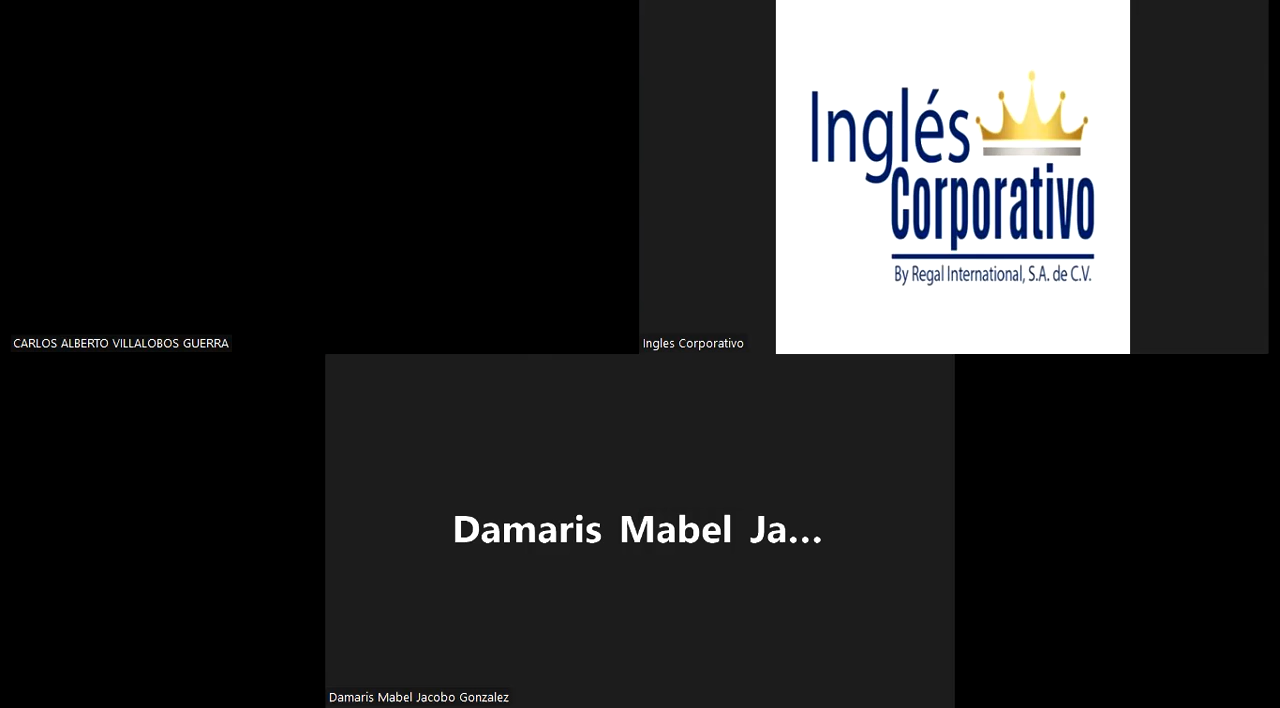 Inglés
Corporativo
By Regal International, S.A. de C.V.
CARLOS ALBERTO VILLALOBOS GUERRA
Ingles Corporativo
Damaris Mabel Ja...
Damaris Mabel Jacobo Gonzalez